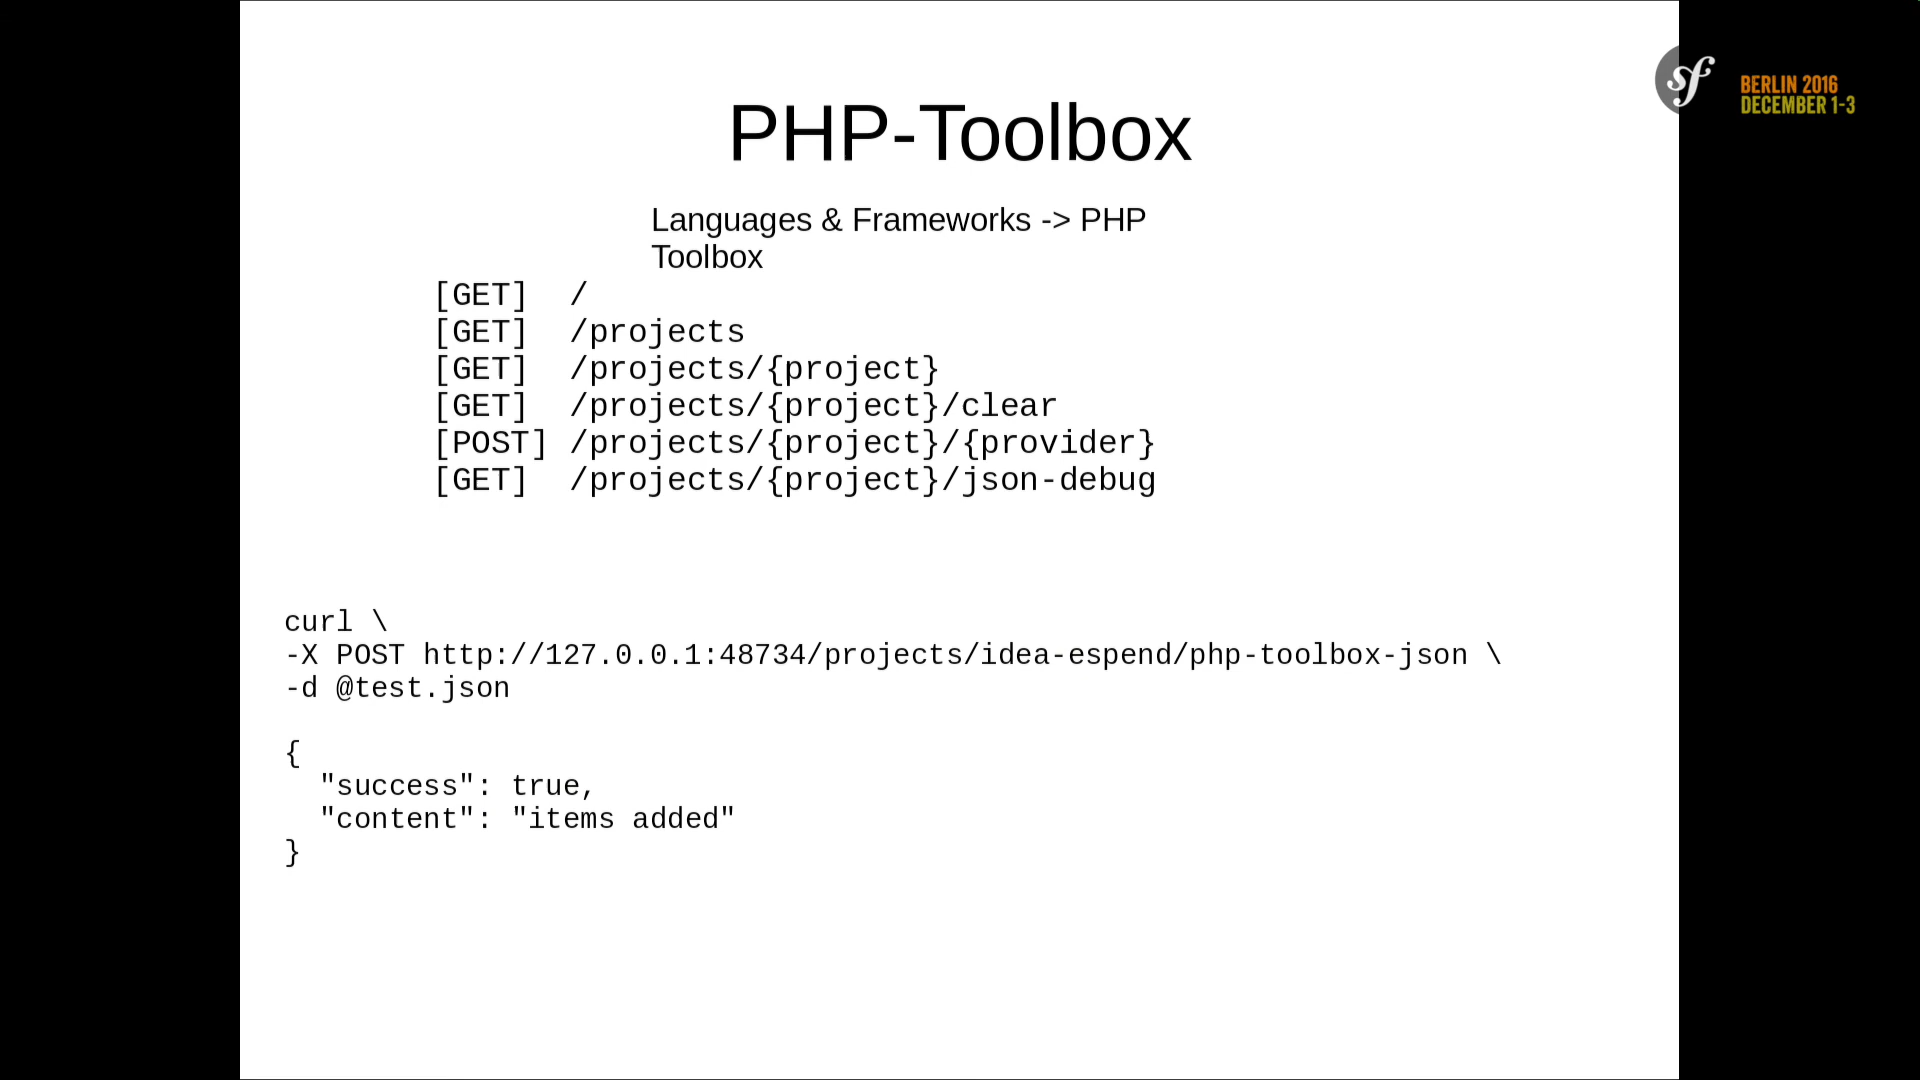 PHP-Toolbox
sf
BERLIN 2016
DECEMBER 1-3
Languages & Frameworks -> PHP
Toolbox
[GET]  /
[GET]  /projects
[GET]  /projects/{project}
[GET]  /projects/{project}/clear
[POST] /projects/{project}/{provider}
[GET]  /projects/{project}/json-debug
curl \
-X POST http://127.0.0.1:48734/projects/idea-espend/php-toolbox-json \
-d @test.json
{
  "success": true,
  "content": "items added"
}